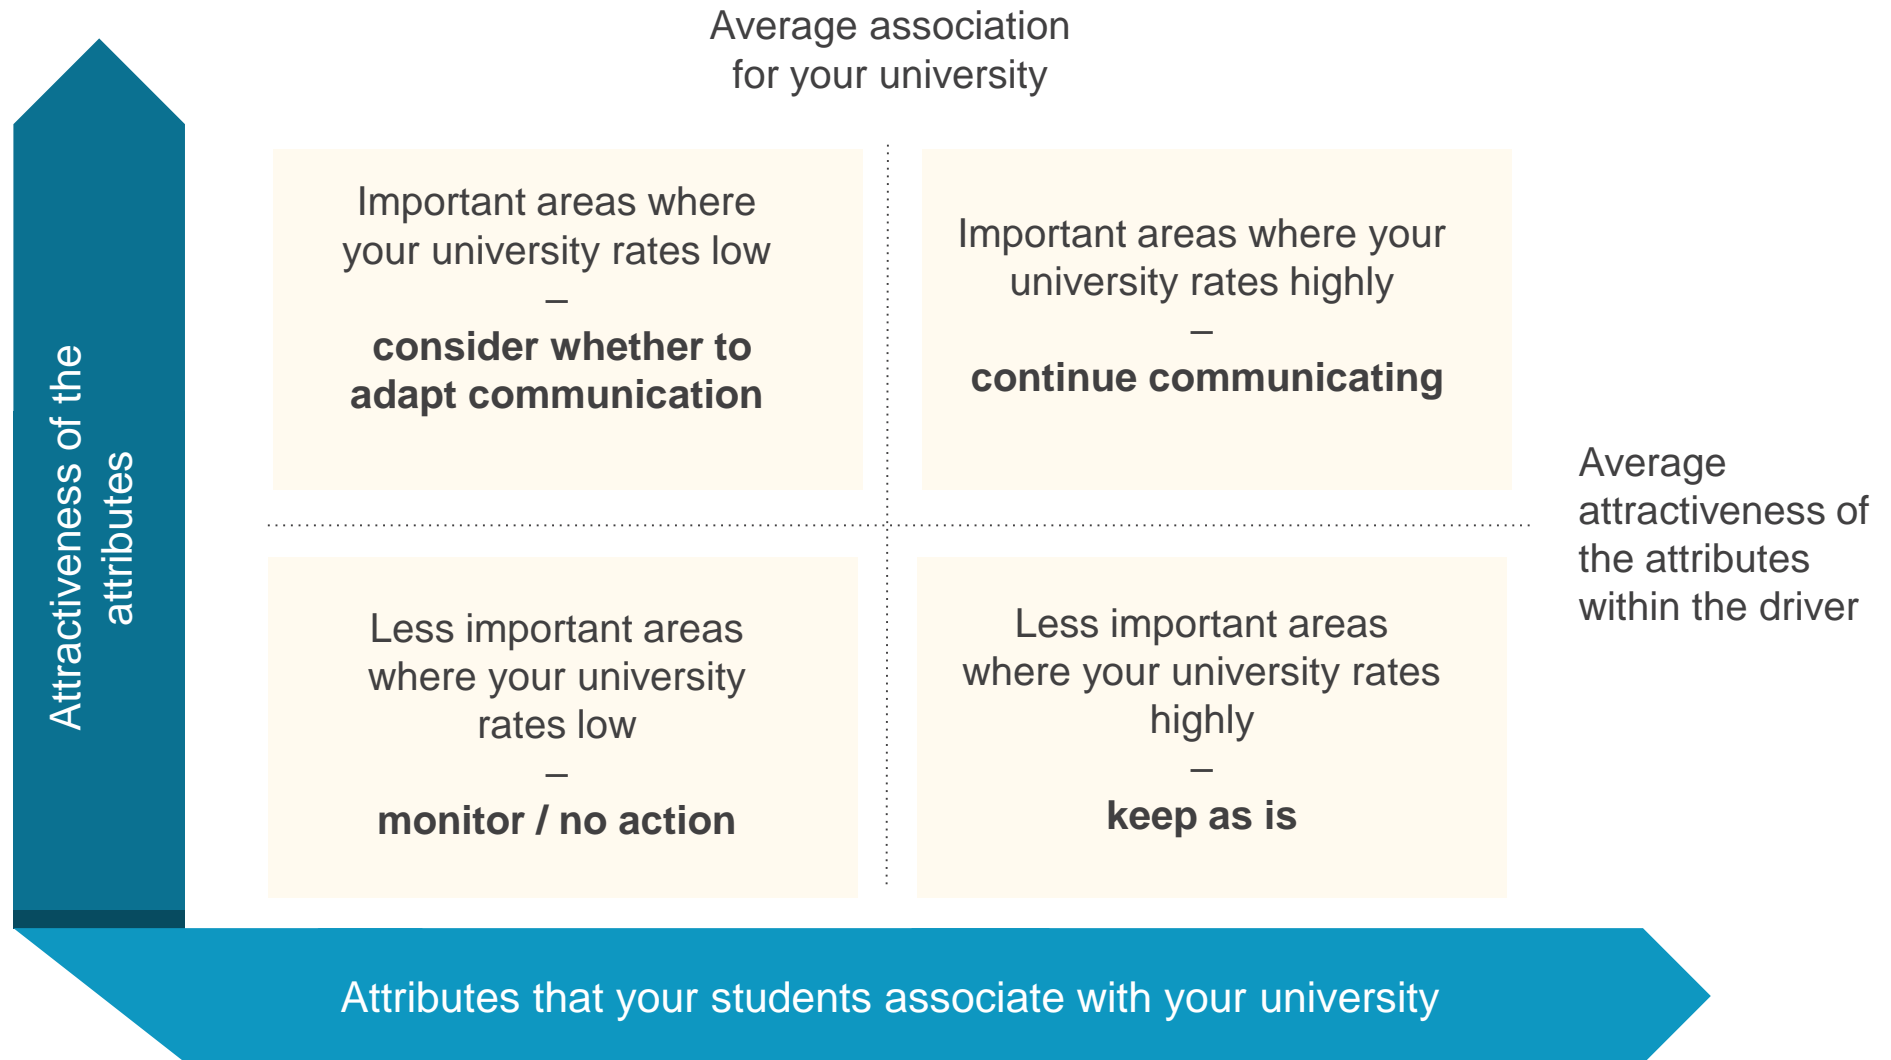 Average association
for your university
Attractiveness of the
attributes
Important areas where
your university rates low
–
consider whether to
adapt communication
Important areas where your
university rates highly
–
continue communicating
Average
attractiveness of
the attributes
within the driver
Less important areas
where your university
rates low
–
monitor / no action
Less important areas
where your university rates
highly
–
keep as is
Attributes that your students associate with your university